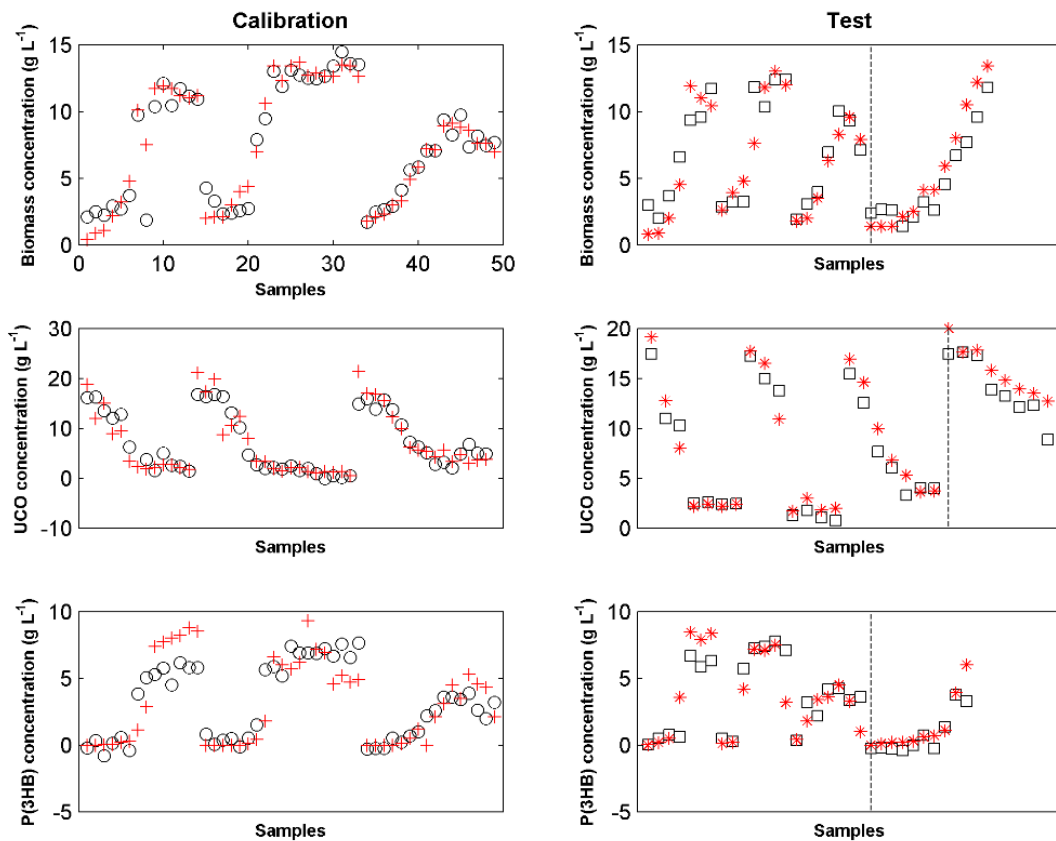 Calibration
Test
Biomass concentration (g L⁻¹)
15
10
5
0
0
10
20
30
40
50
Samples
Biomass concentration (g L⁻¹)
15
10
5
0
Samples
UCO concentration (g L⁻¹)
30
20
10
0
-10
Samples
UCO concentration (g L⁻¹)
20
15
10
5
0
Samples
P(3HB) concentration (g L⁻¹)
10
5
0
-5
Samples
P(3HB) concentration (g L⁻¹)
10
5
0
-5
Samples